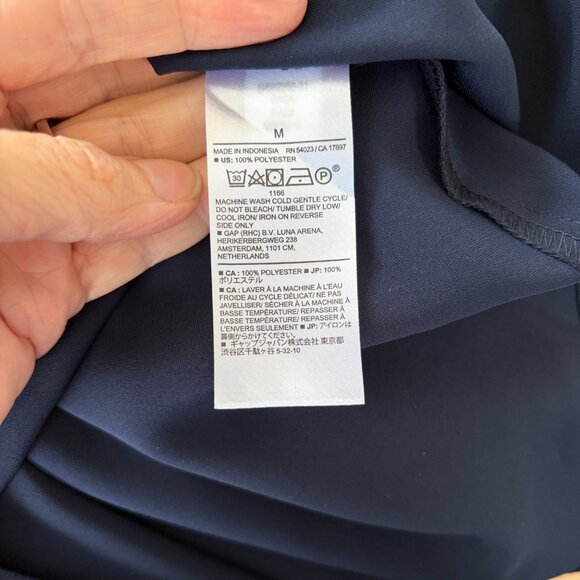 M
MADE IN INDONESIA RN 54023 / CA 17897
■ US: 100% POLYESTER
30 P
1166
MACHINE WASH COLD GENTLE CYCLE/
DO NOT BLEACH/ TUMBLE DRY LOW/
COOL IRON/ IRON ON REVERSE
SIDE ONLY
■ GAP (RHC) B.V. LUNA ARENA,
HERIKERBERGWEG 238
AMSTERDAM, 1101 CM,
NETHERLANDS
■ CA : 100% POLYESTER ■ JP: 100%
ポリエステル
■ CA : LAVER À LA MACHINE À L'EAU
FROIDE AU CYCLE DÉLICAT/ NE PAS
JAVELLISER/ SÉCHER À LA MACHINE À
BASSE TEMPÉRATURE/ REPASSER À
BASSE TEMPÉRATURE/ REPASSER À
L'ENVERS SEULEMENT ■ JP: アイロンは
裏側からかけてください。
■ ギャップジャパン株式会社 東京都
渋谷区千駄ヶ谷 5-32-10